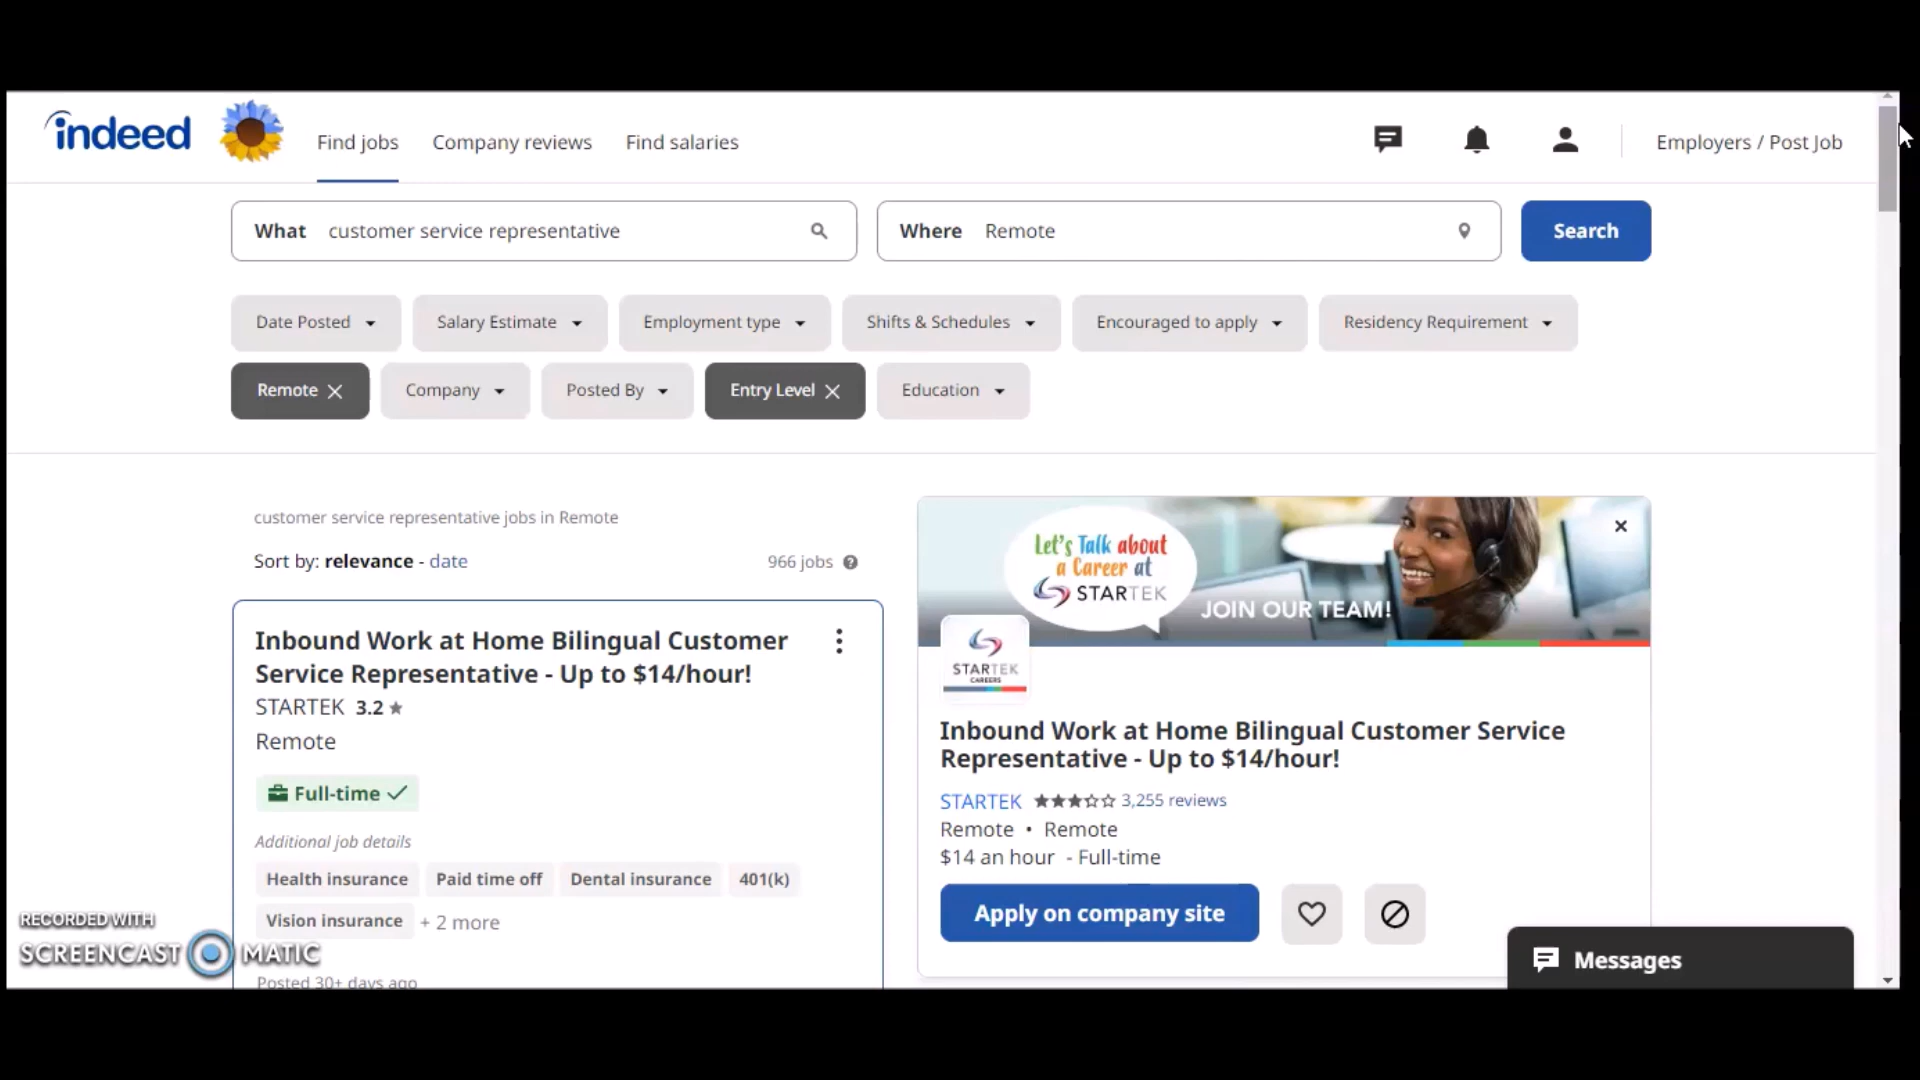 indeed
Find jobs
Company reviews
Find salaries
Employers / Post Job
What customer service representative
Where Remote
Search
Date Posted
Salary Estimate
Employment type
Shifts & Schedules
Encouraged to apply
Residency Requirement
Remote
Company
Posted By
Entry Level
Education
customer service representative jobs in Remote
Sort by: relevance - date
966 jobs
Inbound Work at Home Bilingual Customer
Service Representative - Up to $14/hour!
STARTEK 3.2
Remote
Full-time
Additional job details
Health insurance
Paid time off
Dental insurance
401(k)
Vision insurance
+ 2 more
Posted 30+ days ago
Let's Talk about
a Career at
STARTEK
JOIN OUR TEAM!
STARTEK
CAREERS
Inbound Work at Home Bilingual Customer Service
Representative - Up to $14/hour!
STARTEK 3,255 reviews
Remote • Remote
$14 an hour - Full-time
Apply on company site
Messages
RECORDED WITH
SCREENCAST MATIC